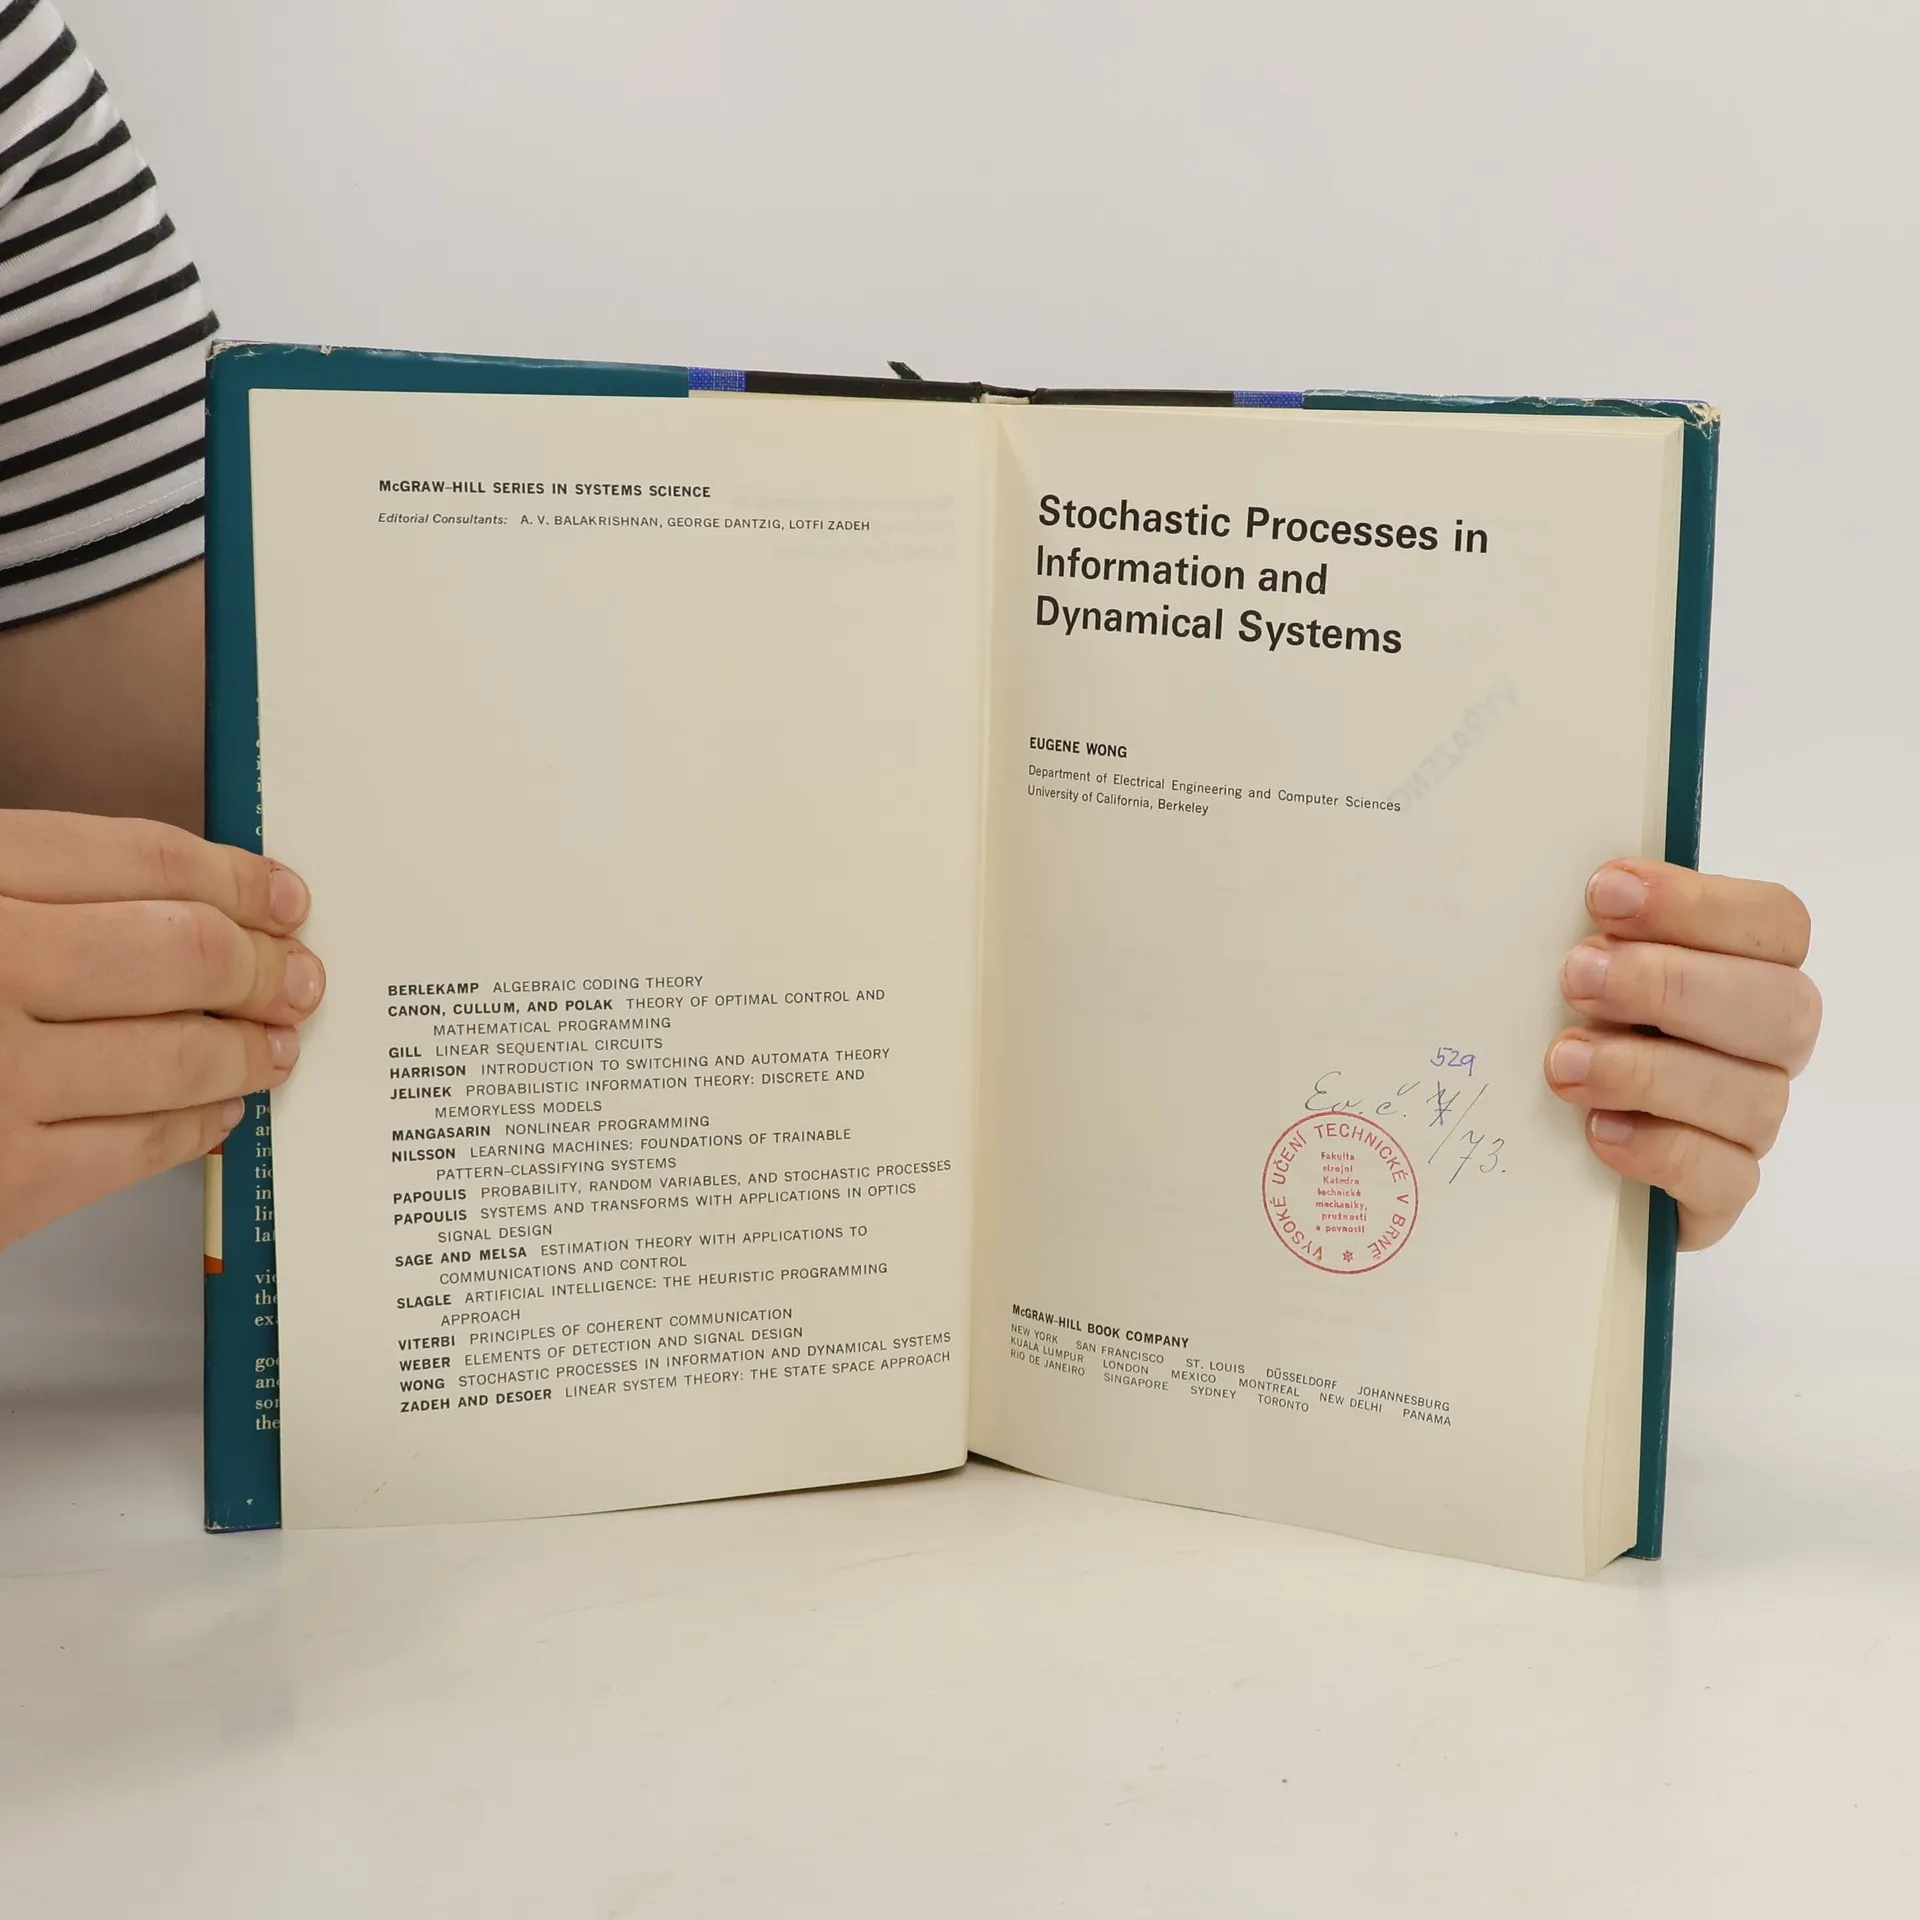 McGRAW-HILL SERIES IN SYSTEMS SCIENCE
Editorial Consultants: A. V. BALAKRISHNAN, GEORGE DANTZIG, LOTFI ZADEH
BERLEKAMP ALGEBRAIC CODING THEORY
CANON, CULLUM, AND POLAK THEORY OF OPTIMAL CONTROL AND
MATHEMATICAL PROGRAMMING
GILL LINEAR SEQUENTIAL CIRCUITS
HARRISON INTRODUCTION TO SWITCHING AND AUTOMATA THEORY
JELINEK PROBABILISTIC INFORMATION THEORY: DISCRETE AND
MEMORYLESS MODELS
MANGASARIN NONLINEAR PROGRAMMING
NILSSON LEARNING MACHINES: FOUNDATIONS OF TRAINABLE
PATTERN-CLASSIFYING SYSTEMS
PAPOULIS PROBABILITY, RANDOM VARIABLES, AND STOCHASTIC PROCESSES
PAPOULIS SYSTEMS AND TRANSFORMS WITH APPLICATIONS IN OPTICS
SIGNAL DESIGN
SAGE AND MELSA ESTIMATION THEORY WITH APPLICATIONS TO
COMMUNICATIONS AND CONTROL
SLAGLE ARTIFICIAL INTELLIGENCE: THE HEURISTIC PROGRAMMING
APPROACH
VITERBI PRINCIPLES OF COHERENT COMMUNICATION
WEBER ELEMENTS OF DETECTION AND SIGNAL DESIGN
WONG STOCHASTIC PROCESSES IN INFORMATION AND DYNAMICAL SYSTEMS
ZADEH AND DESOER LINEAR SYSTEM THEORY: THE STATE SPACE APPROACH
Stochastic Processes in
Information and
Dynamical Systems
EUGENE WONG
Department of Electrical Engineering and Computer Sciences
University of California, Berkeley
529
Ev. č. /73.
VYSOKÉ UČENÍ TECHNICKÉ V BRNĚ
Fakulta
strojní
Katedra
technické
mechaniky,
pružnosti
a pevnosti
McGRAW-HILL BOOK COMPANY
NEW YORK SAN FRANCISCO ST. LOUIS DÜSSELDORF JOHANNESBURG
KUALA LUMPUR LONDON MEXICO MONTREAL NEW DELHI PANAMA
RIO DE JANEIRO SINGAPORE SYDNEY TORONTO